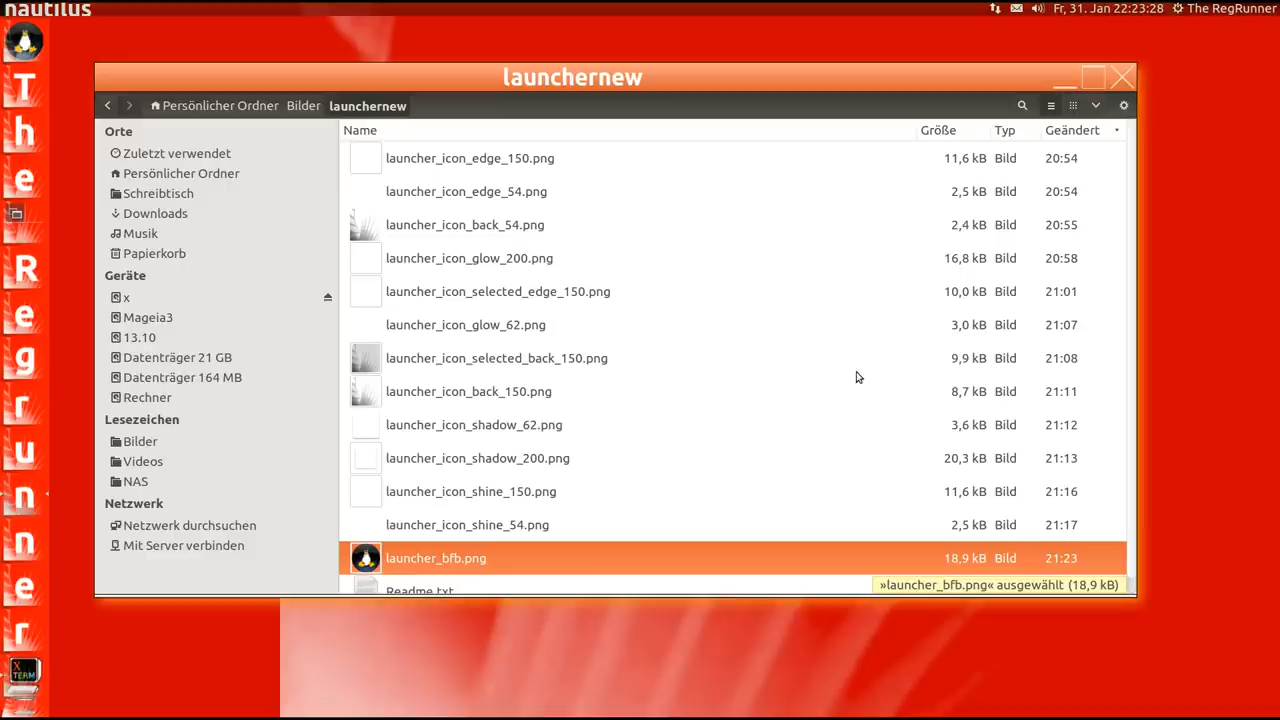 nautilus
Fr, 31. Jan 22:23:28 The RegRunner
launchernew
Persönlicher Ordner Bilder launchernew
Orte
Zuletzt verwendet
Persönlicher Ordner
Schreibtisch
Downloads
Musik
Papierkorb
Geräte
x
Mageia3
13.10
Datenträger 21 GB
Datenträger 164 MB
Rechner
Lesezeichen
Bilder
Videos
NAS
Netzwerk
Netzwerk durchsuchen
Mit Server verbinden
Name Größe Typ Geändert
launcher_icon_edge_150.png 11,6 kB Bild 20:54
launcher_icon_edge_54.png 2,5 kB Bild 20:54
launcher_icon_back_54.png 2,4 kB Bild 20:55
launcher_icon_glow_200.png 16,8 kB Bild 20:58
launcher_icon_selected_edge_150.png 10,0 kB Bild 21:01
launcher_icon_glow_62.png 3,0 kB Bild 21:07
launcher_icon_selected_back_150.png 9,9 kB Bild 21:08
launcher_icon_back_150.png 8,7 kB Bild 21:11
launcher_icon_shadow_62.png 3,6 kB Bild 21:12
launcher_icon_shadow_200.png 20,3 kB Bild 21:13
launcher_icon_shine_150.png 11,6 kB Bild 21:16
launcher_icon_shine_54.png 2,5 kB Bild 21:17
launcher_bfb.png 18,9 kB Bild 21:23
Readme.txt
»launcher_bfb.png« ausgewählt (18,9 kB)
T
h
e
R
e
g
r
u
n
n
e
r
X
TERM